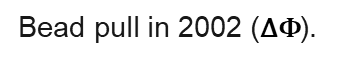 Bead pull in 2002 (ΔΦ).